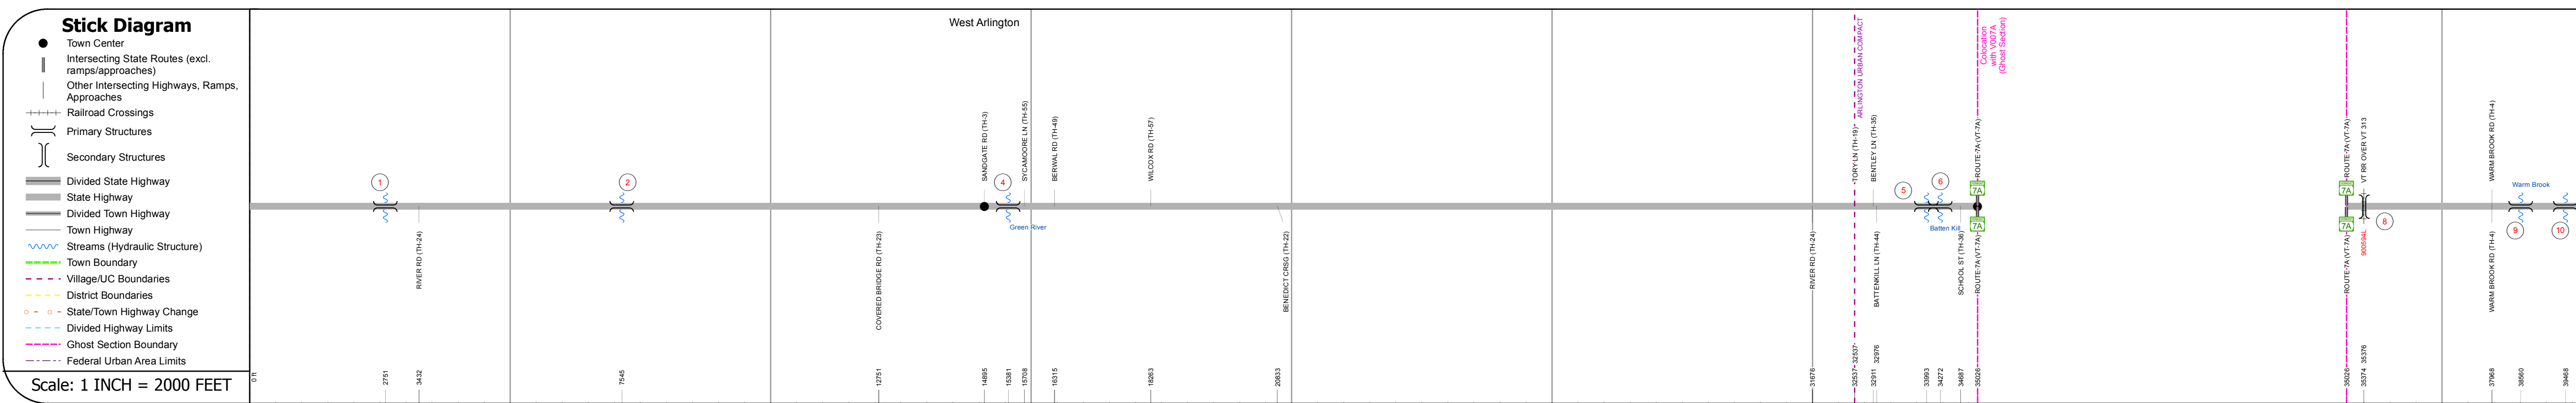 Stick Diagram
Town Center
Intersecting State Routes (excl.
ramps/approaches)
Other Intersecting Highways, Ramps,
Approaches
Railroad Crossings
Primary Structures
Secondary Structures
Divided State Highway
State Highway
Divided Town Highway
Town Highway
Streams (Hydraulic Structure)
Town Boundary
Village/UC Boundaries
District Boundaries
State/Town Highway Change
Divided Highway Limits
Ghost Section Boundary
Federal Urban Area Limits
Scale: 1 INCH = 2000 FEET
West Arlington
ARLINGTON URBAN COMPACT
Colocation
with V007A
(Ghost Section)
SANDGATE RD (TH-3)
SYCAMOORE LN (TH-55)
BERWAL RD (TH-49)
WILCOX RD (TH-57)
TORY LN (TH-19)
BENTLEY LN (TH-35)
ROUTE-7A (VT-7A)
ROUTE-7A (VT-7A)
VT RR OVER VT 313
WARM BROOK RD (TH-4)
1
2
4
5
6
7A
7A
Warm Brook
Green River
Batten Kill
7A
7A
8
9
10
RIVER RD (TH-24)
COVERED BRIDGE RD (TH-23)
BENEDICT CRSG (TH-22)
RIVER RD (TH-24)
BATTENKILL LN (TH-44)
SCHOOL ST (TH-36)
ROUTE-7A (VT-7A)
ROUTE-7A (VT-7A)
900594L
WARM BROOK RD (TH-4)
0 ft
2751
3432
7545
12751
14895
15381
15708
16315
18263
20833
31676
32537
32537
32911
32976
33993
34272
34687
35026
35026
35374
35376
37968
38560
39468